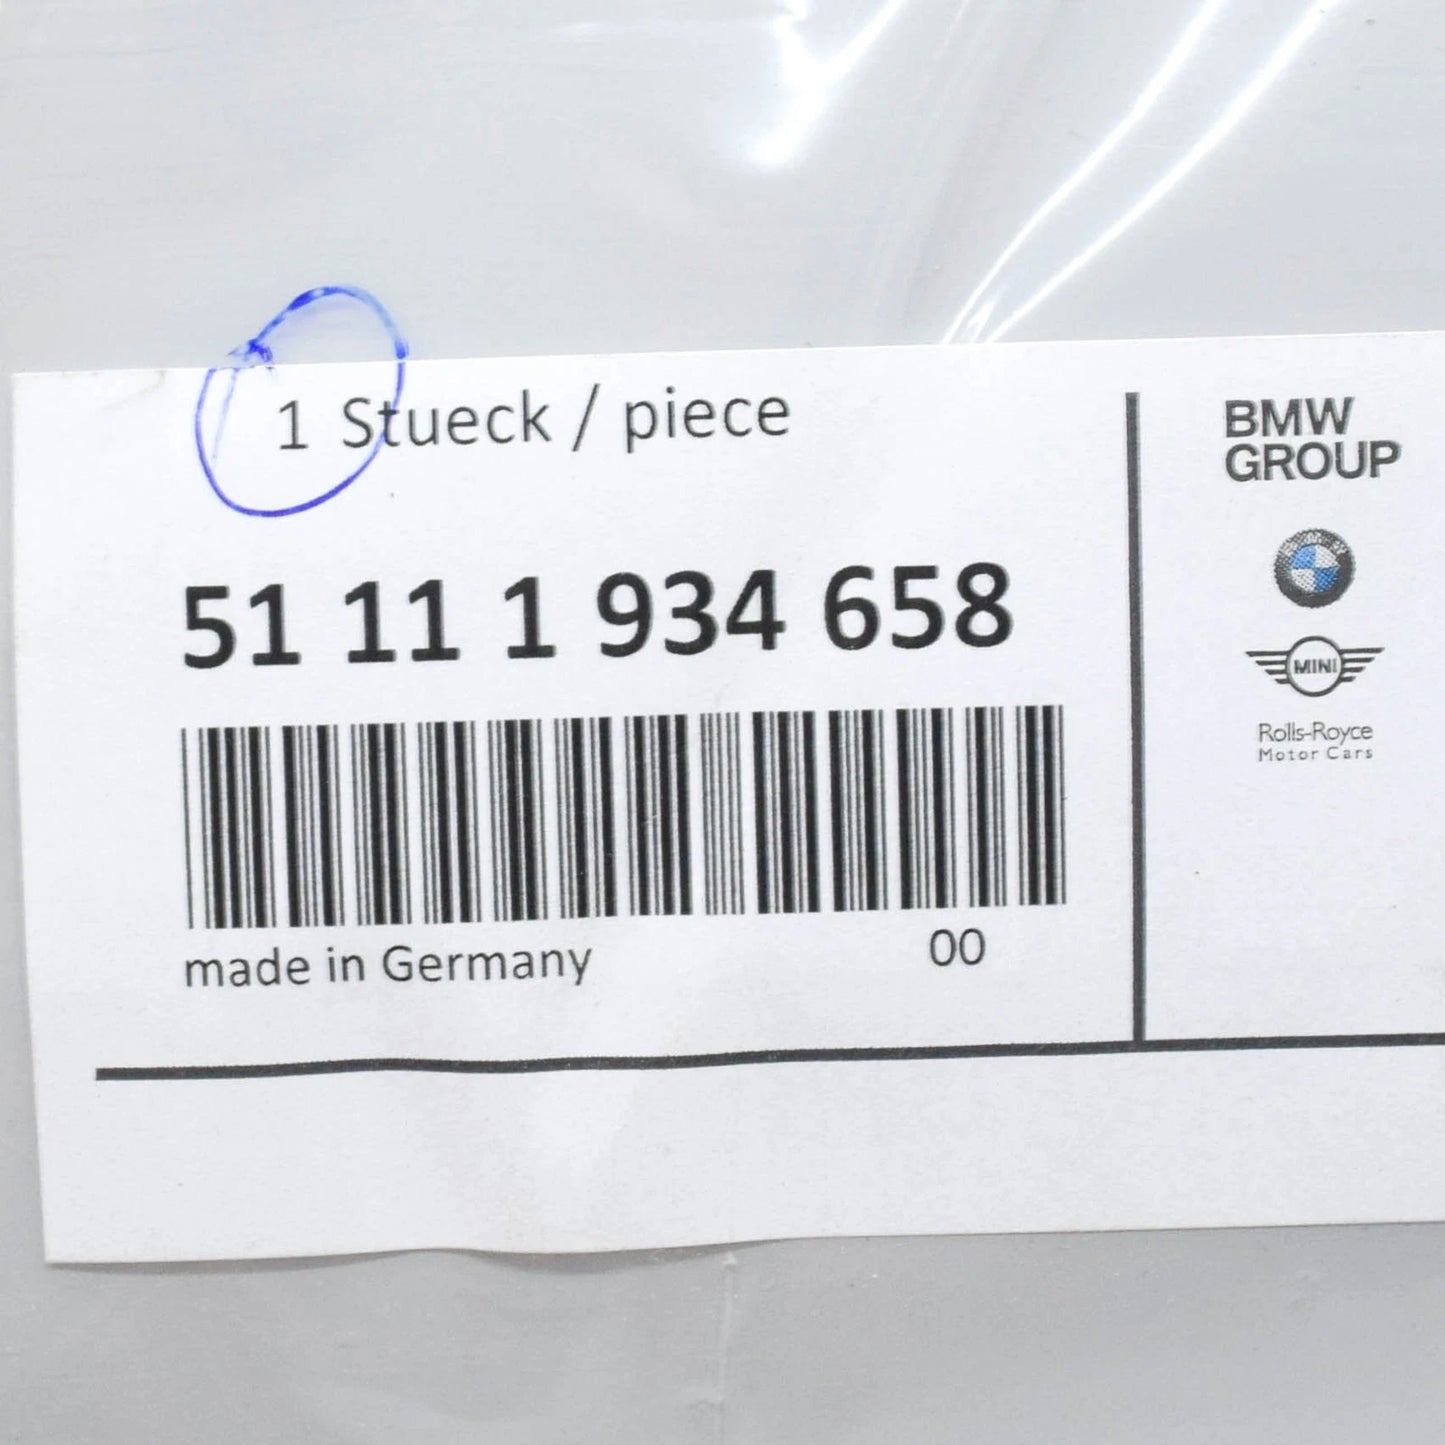 1 Stueck / piece
51 11 1 934 658
made in Germany 00
BMW
GROUP
MINI
Rolls-Royce
Motor Cars